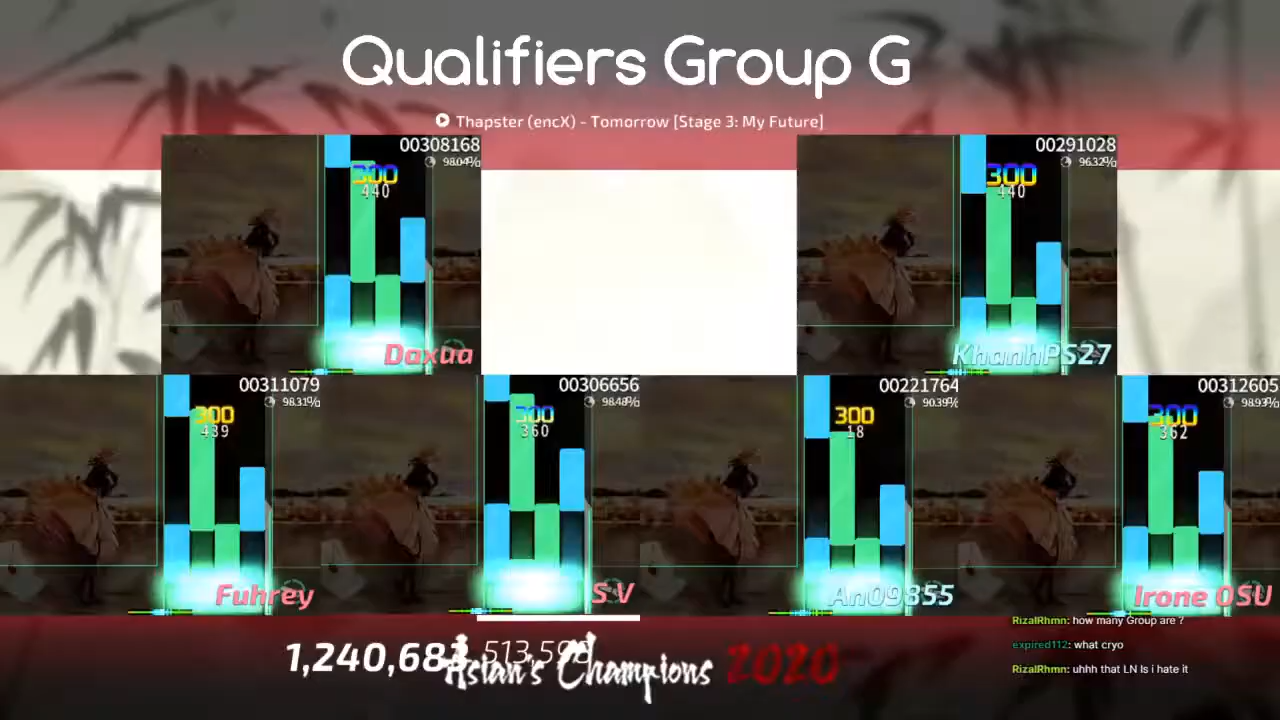 Qualifiers Group G
Thapster (encX) - Tomorrow [Stage 3: My Future]
00308168
98.04%
300
440
Daxua
00291028
96.32%
300
440
KhanhPS27
00311079
98.31%
300
439
Fuhrey
00306656
98.48%
300
360
S V
00221764
90.39%
300
18
An09855
00312605
98.93%
300
362
Irone OSU
RizalRhmn: how many Group are ?
expired112: what cryo
RizalRhmn: uhhh that LN Is i hate it
Asian's Champions 2020